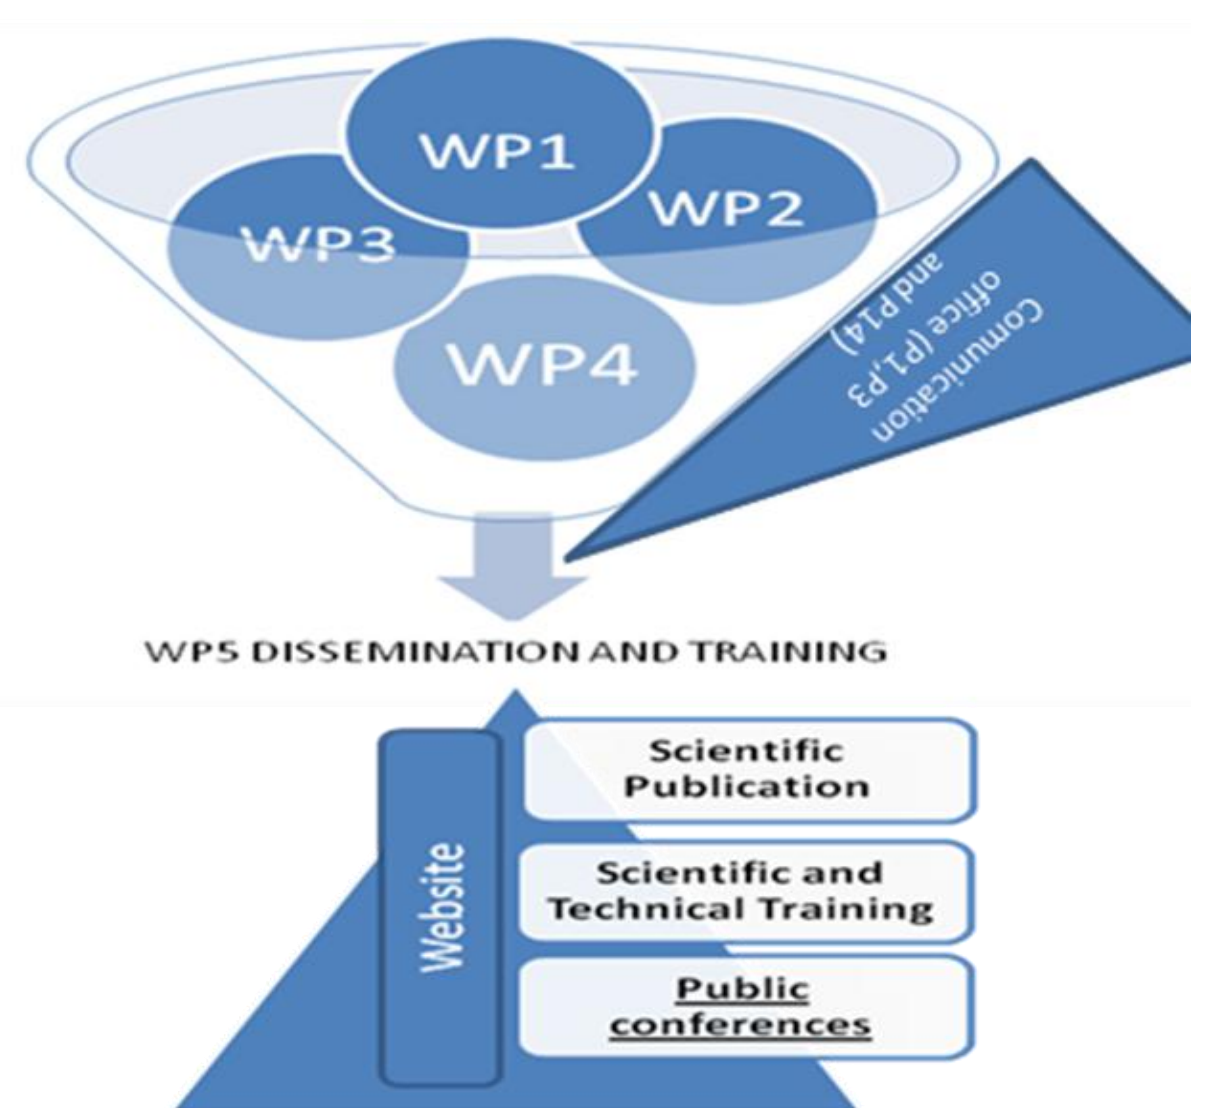 WP1
WP2
WP3
WP4
Comunication
office (P1,P3
and P14)
WP5 DISSEMINATION AND TRAINING
Website
Scientific
Publication
Scientific and
Technical Training
Public
conferences